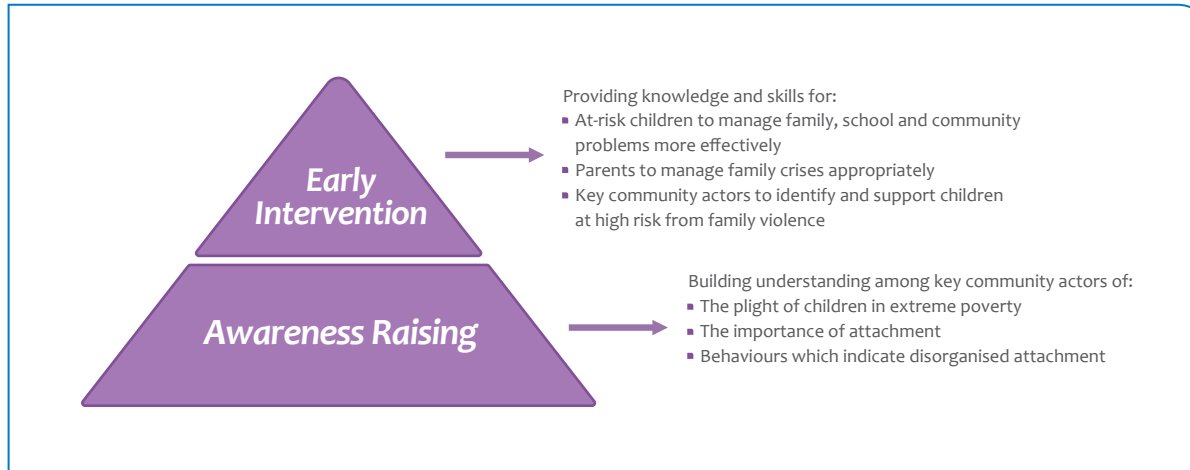 Early
Intervention
Providing knowledge and skills for:
▪ At-risk children to manage family, school and community
problems more effectively
▪ Parents to manage family crises appropriately
▪ Key community actors to identify and support children
at high risk from family violence
Awareness Raising
Building understanding among key community actors of:
▪ The plight of children in extreme poverty
▪ The importance of attachment
▪ Behaviours which indicate disorganised attachment